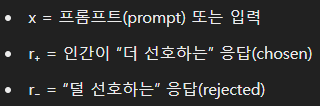 • x = 프롬프트(prompt) 또는 입력
• r₊ = 인간이 “더 선호하는” 응답(chosen)
• r₋ = “덜 선호하는” 응답(rejected)